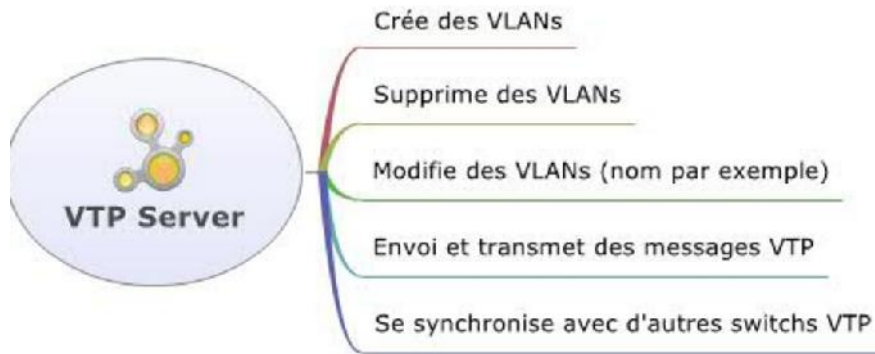 Crée des VLANs
Supprime des VLANs
VTP Server
Modifie des VLANs (nom par exemple)
Envoi et transmet des messages VTP
Se synchronise avec d'autres switchs VTP